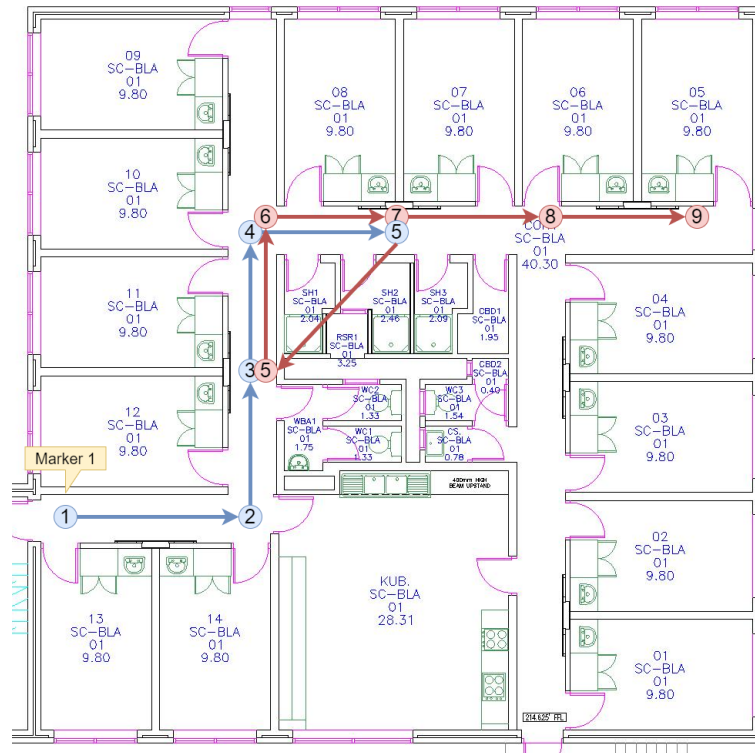 09
SC-BLA
01
9.80
08
SC-BLA
01
9.80
07
SC-BLA
01
9.80
06
SC-BLA
01
9.80
05
SC-BLA
01
9.80
10
SC-BLA
01
9.80
6
7
8
9
4
5
SC-BLA
01
40.30
11
SC-BLA
01
9.80
SH1
SC-BLA
01
2.04
SH2
SC-BLA
01
2.46
SH3
SC-BLA
01
2.09
CBD1
SC-BLA
01
1.95
RSR1
SC-BLA
01
3.25
04
SC-BLA
01
9.80
3
5
CBD2
SC-BLA
01
0.40
12
SC-BLA
01
9.80
WC2
SC-BLA
01
1.33
WC3
SC-BLA
01
1.54
WBA1
SC-BLA
01
1.75
WC1
SC-BLA
01
1.33
CS.
SC-BLA
01
0.78
03
SC-BLA
01
9.80
Marker 1
400mm HIGH
BEAM UPSTAND
1
2
02
SC-BLA
01
9.80
KUB.
SC-BLA
01
28.31
13
SC-BLA
01
9.80
14
SC-BLA
01
9.80
01
SC-BLA
01
9.80
214.625' FFL